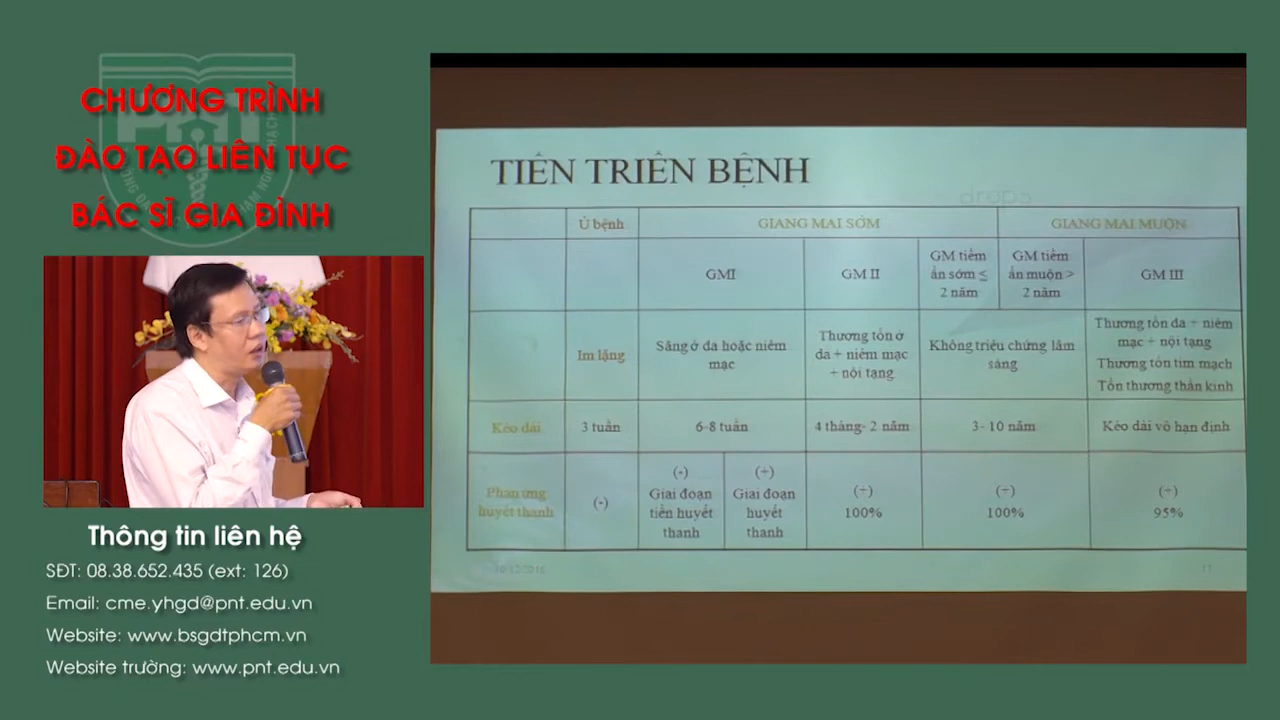 CHƯƠNG TRÌNH
ĐÀO TẠO LIÊN TỤC
BÁC SĨ GIA ĐÌNH
Thông tin liên hệ
SĐT: 08.38.652.435 (ext: 126)
Email: cme.yhgd@pnt.edu.vn
Website: www.bsgdtphcm.vn
Website trường: www.pnt.edu.vn
TIẾN TRIỂN BỆNH
drops
Ủ bệnh
GIANG MAI SỚM
GIANG MAI MUỘN
GMI
GM II
GM tiềm
ẩn sớm ≤
2 năm
GM tiềm
ẩn muộn >
2 năm
GM III
Im lặng
Săng ở da hoặc niêm
mạc
Thương tổn ở
da + niêm mạc
+ nội tạng
Không triệu chứng lâm
sàng
Thương tổn da + niêm
mạc + nội tạng
Thương tổn tim mạch
Tổn thương thần kinh
Kéo dài
3 tuần
6-8 tuần
4 tháng- 2 năm
3- 10 năm
Kéo dài vô hạn định
Phản ứng
huyết thanh
(-)
(-)
Giai đoạn
tiền huyết
thanh
(+)
Giai đoạn
huyết
thanh
(+)
100%
(+)
100%
(+)
95%